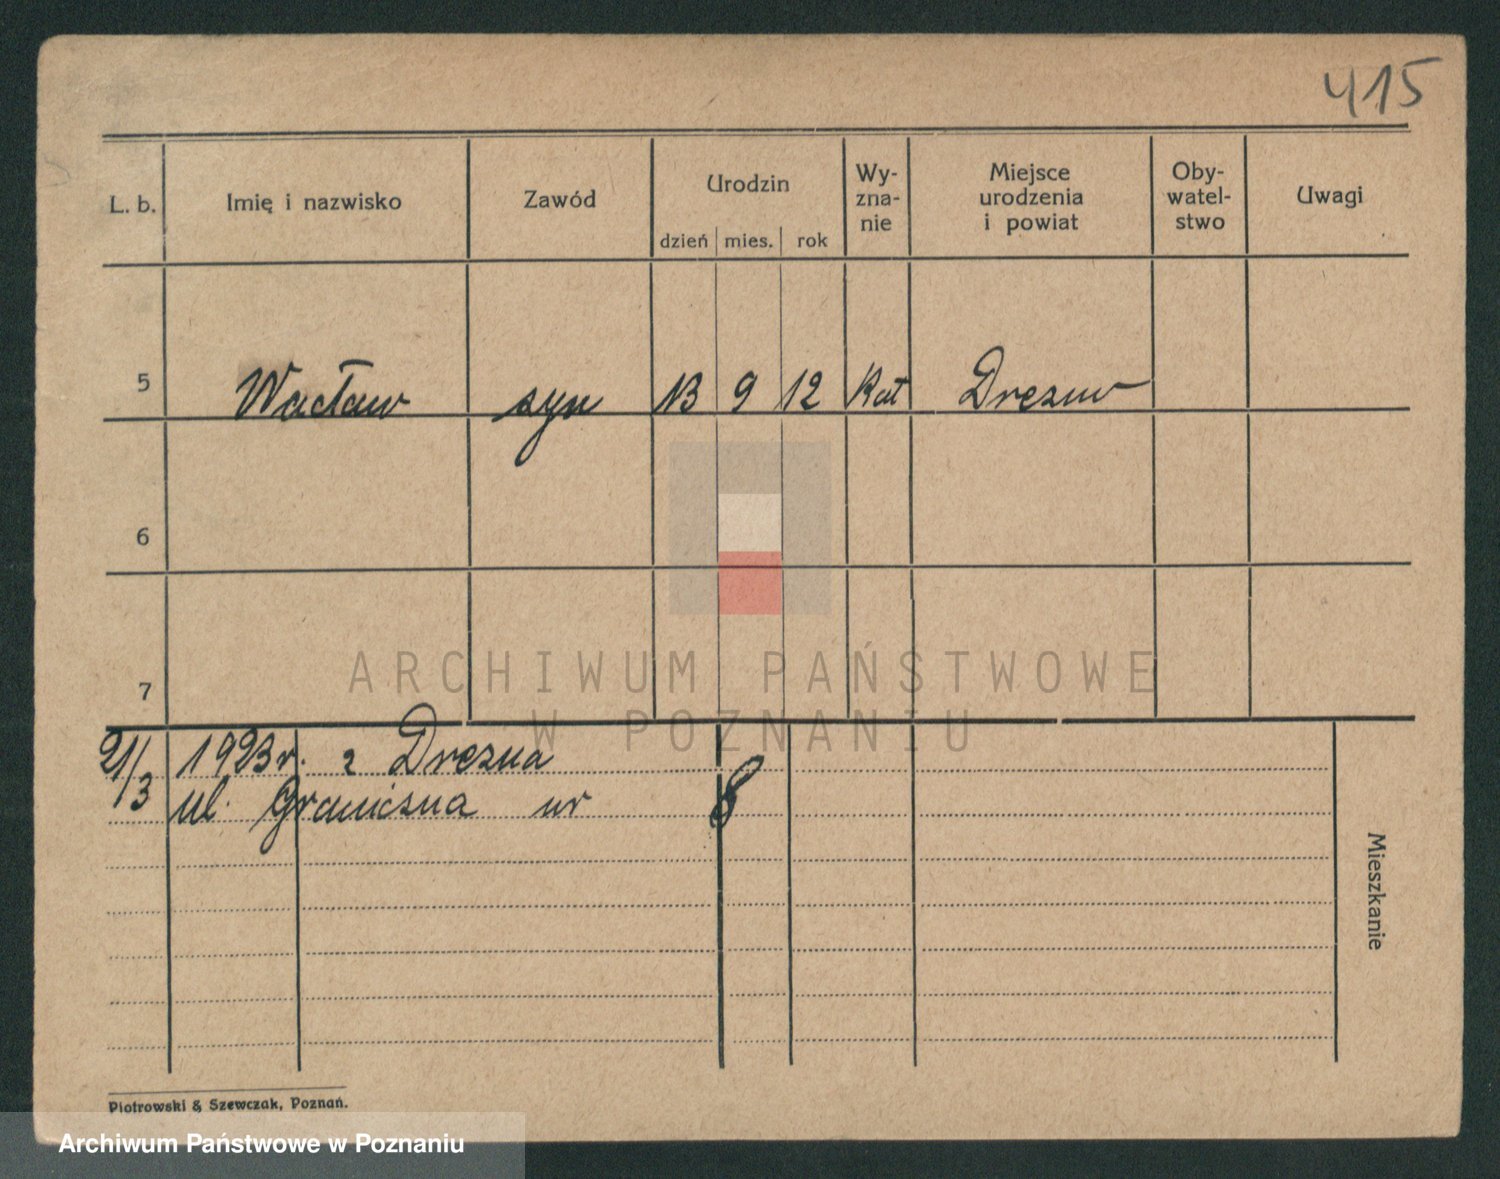 415
L. b. Imię i nazwisko Zawód Urodzin dzień mies. rok Wy-zna-nie Miejsce urodzenia i powiat Oby-watel-stwo Uwagi
5 Wacław syn 13 9 12 Kat Drezno
6
7
21/3 1923 r. z Drezna
ul. Graniczna nr 8
Mieszkanie
Piotrowski & Szewczak, Poznań.
ARCHIWUM PAŃSTWOWE
W POZNANIU
Archiwum Państwowe w Poznaniu